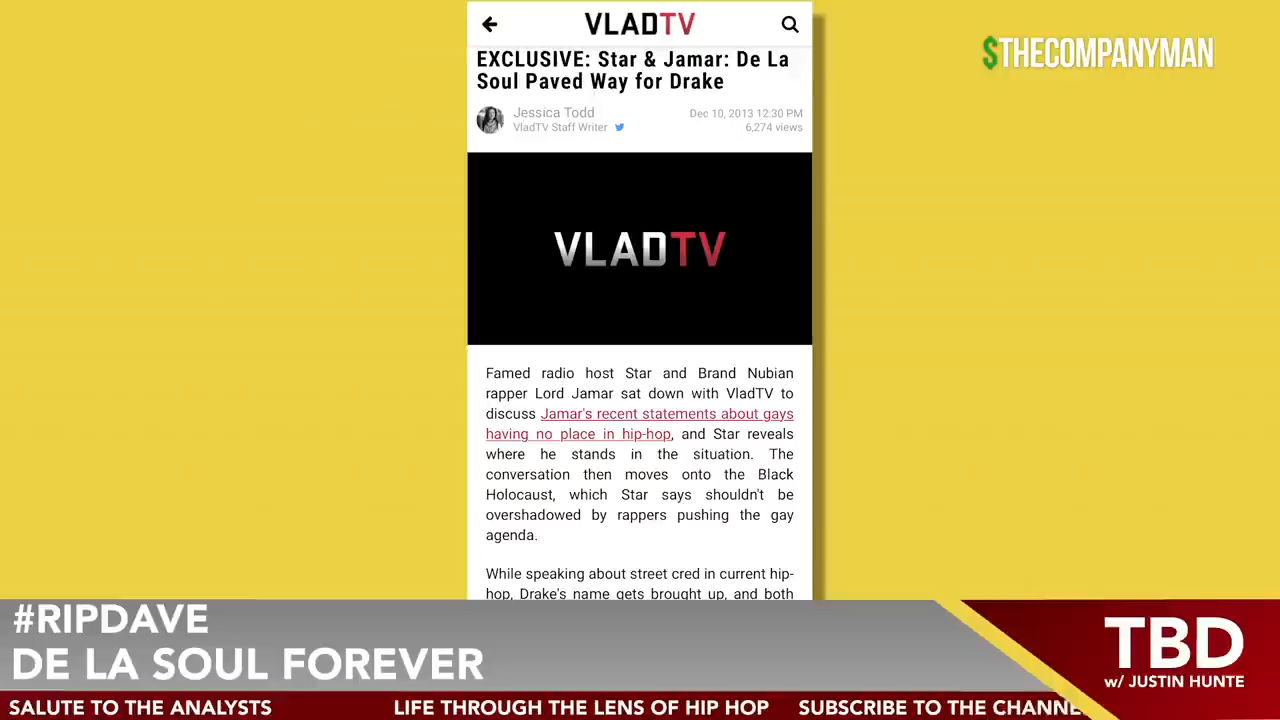 VLADTV
$THECOMPANYMAN
EXCLUSIVE: Star & Jamar: De La
Soul Paved Way for Drake
Jessica Todd
Dec 10, 2013 12:30 PM
VladTV Staff Writer
6,274 views
VLADTV
Famed radio host Star and Brand Nubian
rapper Lord Jamar sat down with VladTV to
discuss Jamar's recent statements about gays
having no place in hip-hop, and Star reveals
where he stands in the situation. The
conversation then moves onto the Black
Holocaust, which Star says shouldn't be
overshadowed by rappers pushing the gay
agenda.
While speaking about street cred in current hip-
hop, Drake's name gets brought up, and both
#RIPDAVE
DE LA SOUL FOREVER
TBD
w/ JUSTIN HUNTE
SALUTE TO THE ANALYSTS LIFE THROUGH THE LENS OF HIP HOP SUBSCRIBE TO THE CHANNE